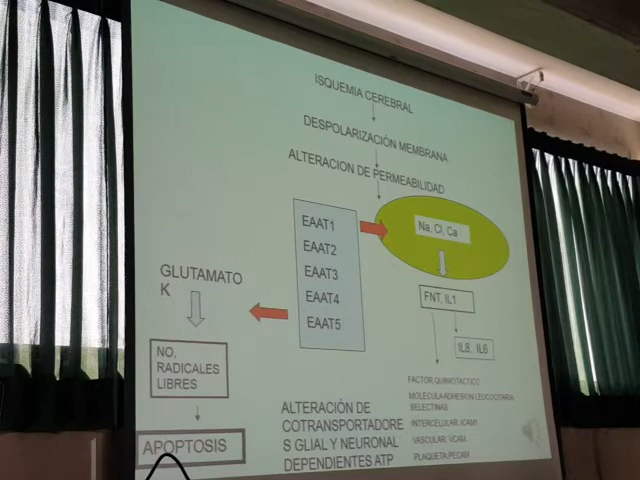 ISQUEMIA CEREBRAL
DESPOLARIZACIÓN MEMBRANA
ALTERACION DE PERMEABILIDAD
EAAT1
EAAT2
EAAT3
EAAT4
EAAT5
Na, Cl, Ca
GLUTAMATO
K
FNT, IL1
IL8, IL6
NO,
RADICALES
LIBRES
APOPTOSIS
ALTERACIÓN DE
COTRANSPORTADORE
S GLIAL Y NEURONAL
DEPENDIENTES ATP
FACTOR QUIMIOTACTICO
MOLECULA ADHESION LEUCOCITARIA
SELECTINAS
INTERCELULAR: ICAM1
VASCULAR: VCAM
PLAQUETA: PECAM